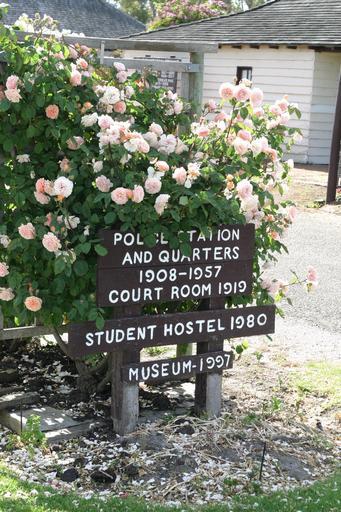 POLICE STATION
AND QUARTERS
1908-1957
COURT ROOM 1919
STUDENT HOSTEL 1980
MUSEUM-1997